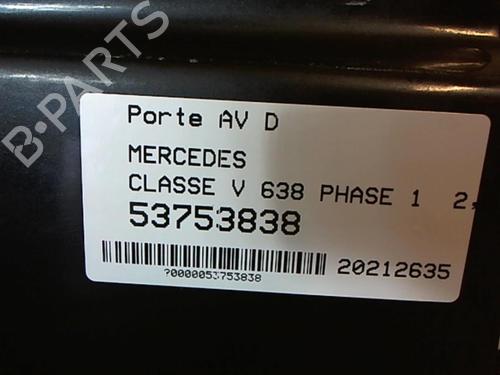 B-PARTS
Porte AV D
MERCEDES
CLASSE V 638 PHASE 1 2,
53753838
20212635
?0000053753838